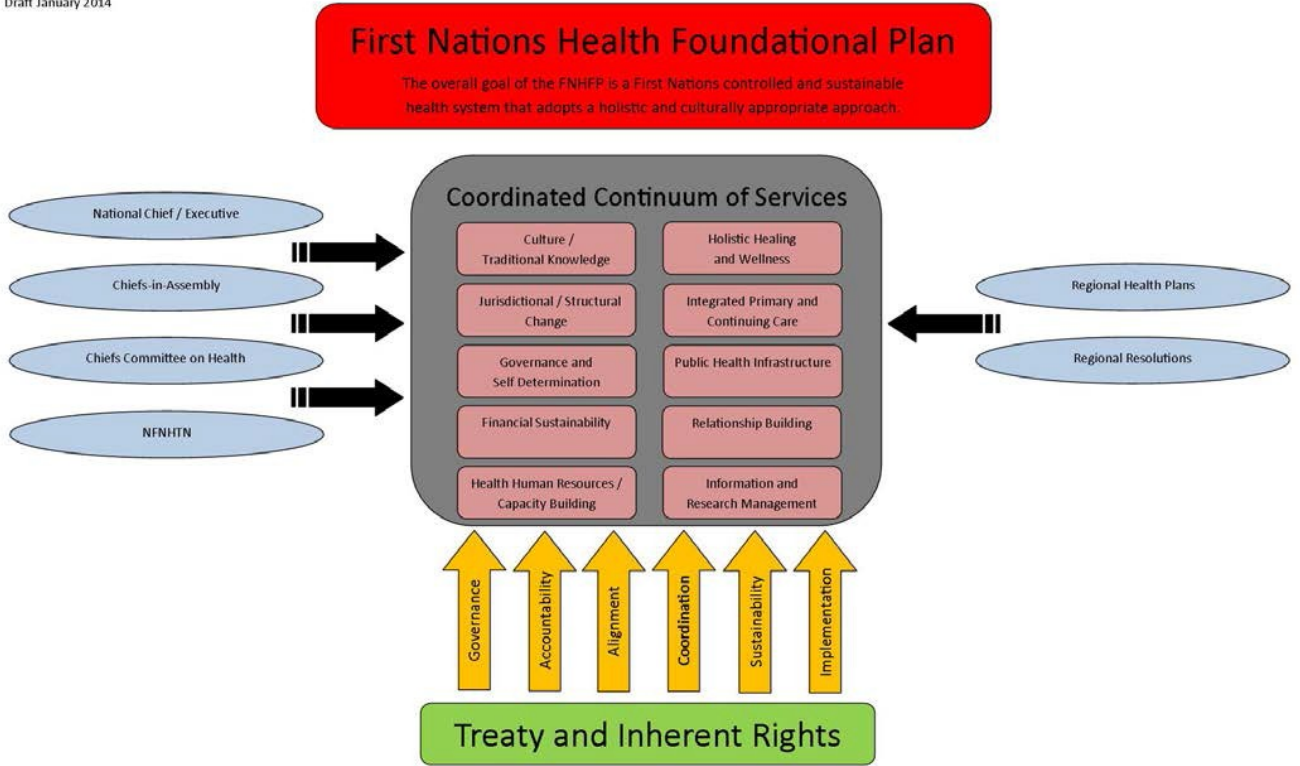 Draft January 2014
First Nations Health Foundational Plan
The overall goal of the FNHFP is a First Nations controlled and sustainable
health system that adopts a holistic and culturally appropriate approach.
National Chief / Executive
Chiefs-in-Assembly
Chiefs Committee on Health
NFNHTN
Coordinated Continuum of Services
Culture /
Traditional Knowledge
Holistic Healing
and Wellness
Jurisdictional / Structural
Change
Integrated Primary and
Continuing Care
Governance and
Self Determination
Public Health Infrastructure
Financial Sustainability
Relationship Building
Health Human Resources /
Capacity Building
Information and
Research Management
Regional Health Plans
Regional Resolutions
Governance
Accountability
Alignment
Coordination
Sustainability
Implementation
Treaty and Inherent Rights